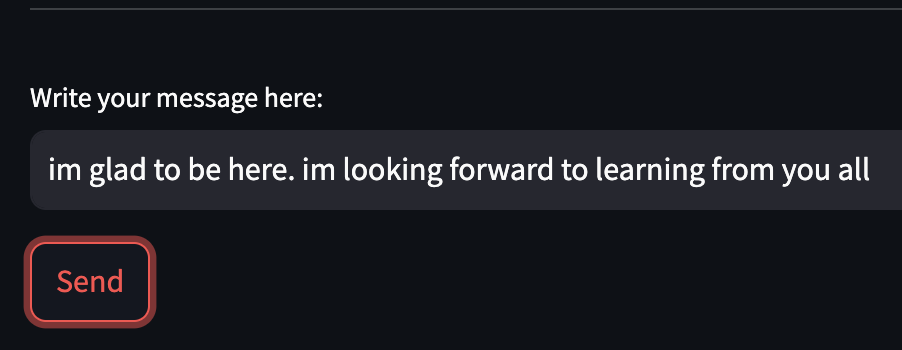 Write your message here:
im glad to be here. im looking forward to learning from you all
Send